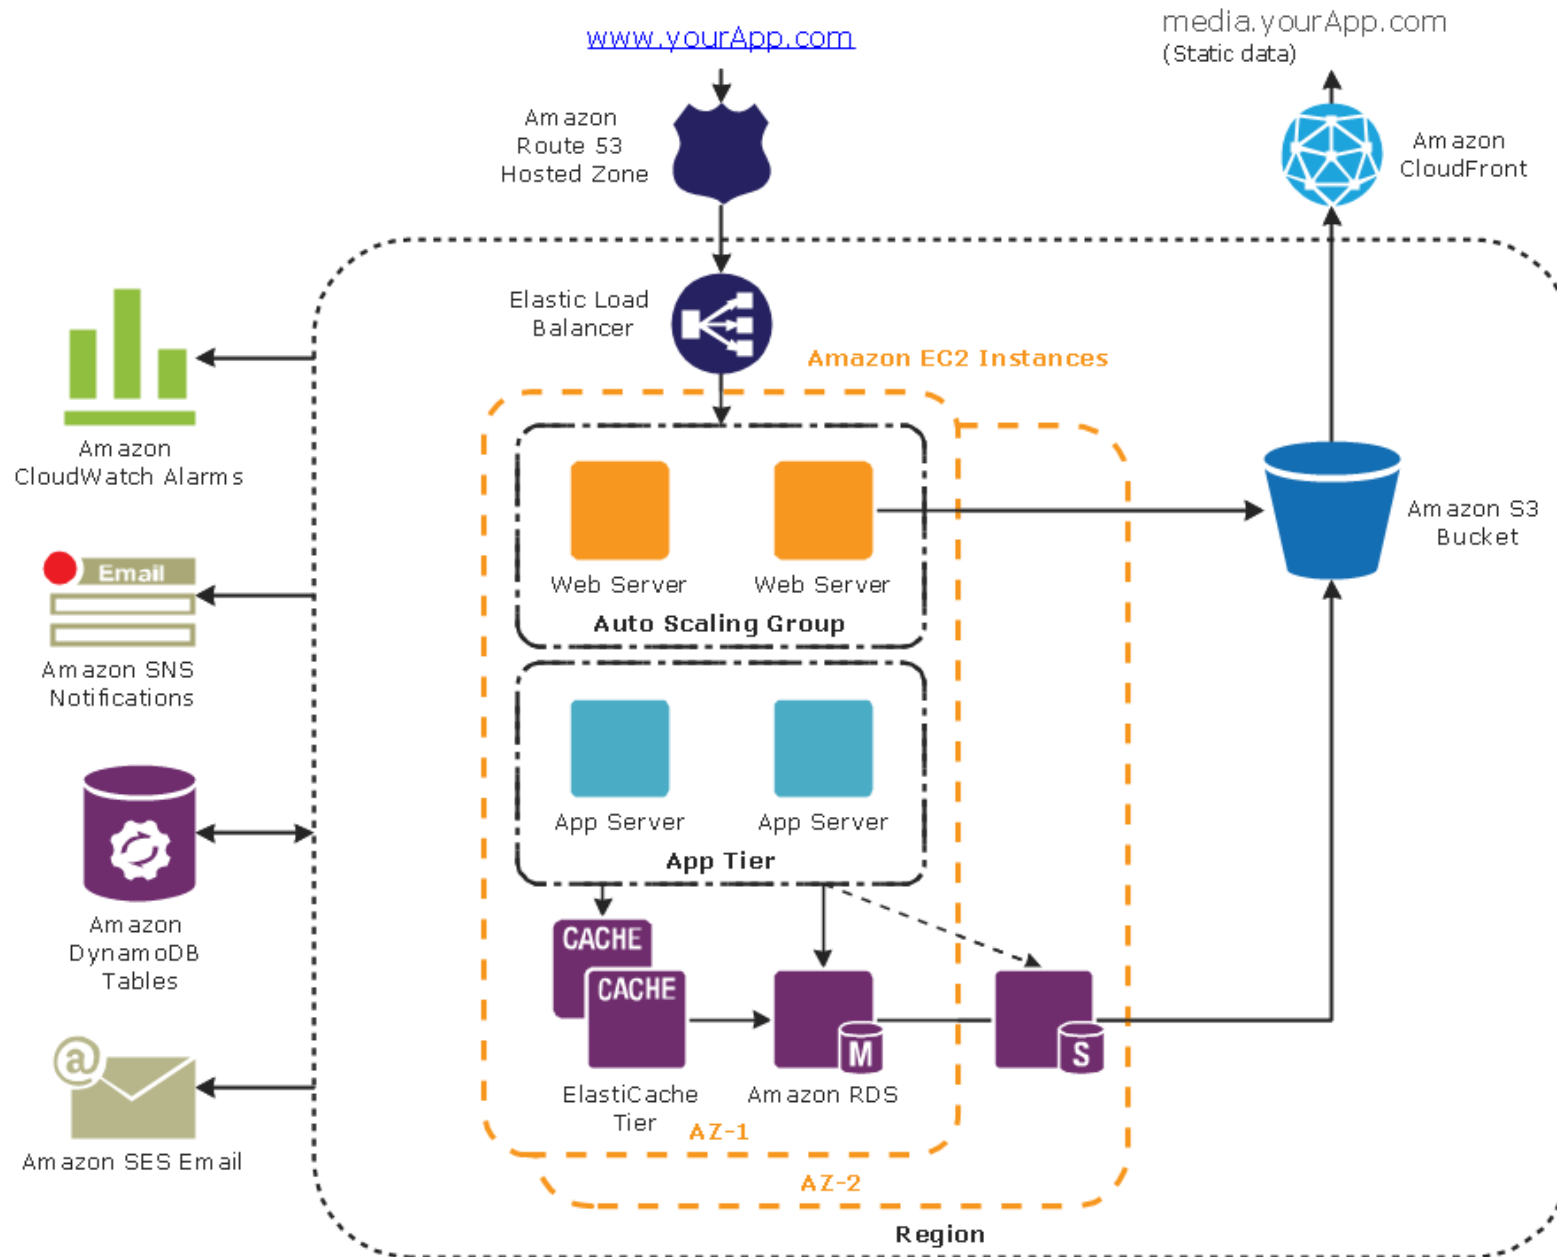 www.yourApp.com
media.yourApp.com
(Static data)
Amazon
Route 53
Hosted Zone
Amazon
CloudFront
Elastic Load
Balancer
Amazon EC2 Instances
Amazon
CloudWatch Alarms
Web Server
Web Server
Auto Scaling Group
Amazon S3
Bucket
Email
Amazon SNS
Notifications
App Server
App Server
App Tier
Amazon
DynamoDB
Tables
CACHE
CACHE
M
S
ElastiCache
Tier
Amazon RDS
AZ-1
@
Amazon SES Email
AZ-2
Region